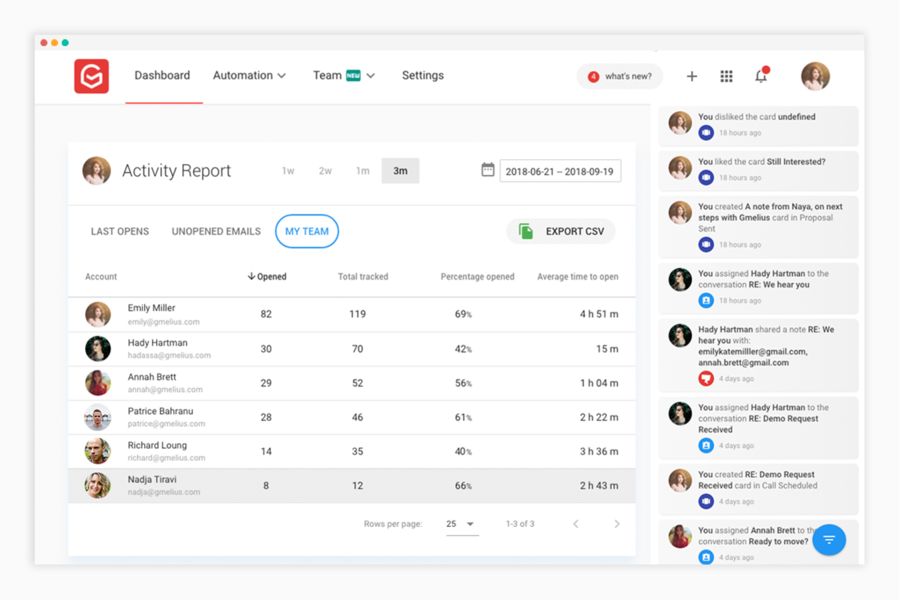 Dashboard Automation Team NEW Settings 4 what's new?
Activity Report 1w 2w 1m 3m 2018-06-21 -- 2018-09-19
LAST OPENS UNOPENED EMAILS MY TEAM EXPORT CSV
Account Opened Total tracked Percentage opened Average time to open
Emily Miller 82 119 69% 4 h 51 m
emily@gmelius.com
Hady Hartman 30 70 42% 15 m
hadassa@gmelius.com
Annah Brett 29 52 56% 1 h 04 m
annah@gmelius.com
Patrice Bahranu 28 46 61% 2 h 22 m
patrice@gmelius.com
Richard Loung 14 35 40% 3 h 36 m
richard@gmelius.com
Nadja Tiravi 8 12 66% 2 h 43 m
nadja@gmelius.com
Rows per page: 25 1-3 of 3
You disliked the card undefined
18 hours ago
You liked the card Still Interested?
18 hours ago
You created A note from Naya, on next
steps with Gmelius card in Proposal
Sent
18 hours ago
You assigned Hady Hartman to the
conversation RE: We hear you
18 hours ago
Hady Hartman shared a note RE: We
hear you with:
emilykatemilller@gmail.com,
annah.brett@gmail.com
4 days ago
You assigned Hady Hartman to the
conversation RE: Demo Request
Received
4 days ago
You created RE: Demo Request
Received card in Call Scheduled
4 days ago
You assigned Annah Brett to the
conversation Ready to move?
4 days ago